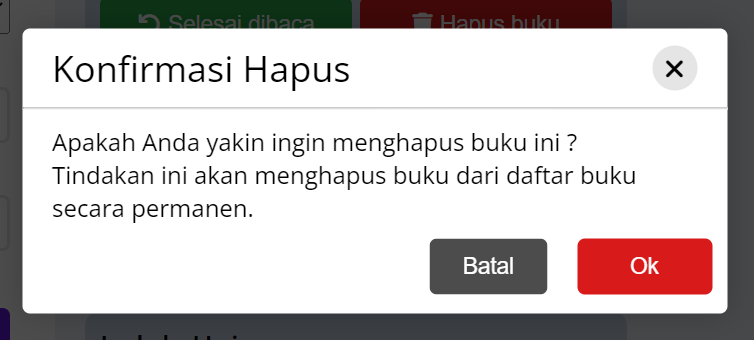 Selesai dibaca
Hapus buku
Konfirmasi Hapus
Apakah Anda yakin ingin menghapus buku ini ?
Tindakan ini akan menghapus buku dari daftar buku
secara permanen.
Batal
Ok